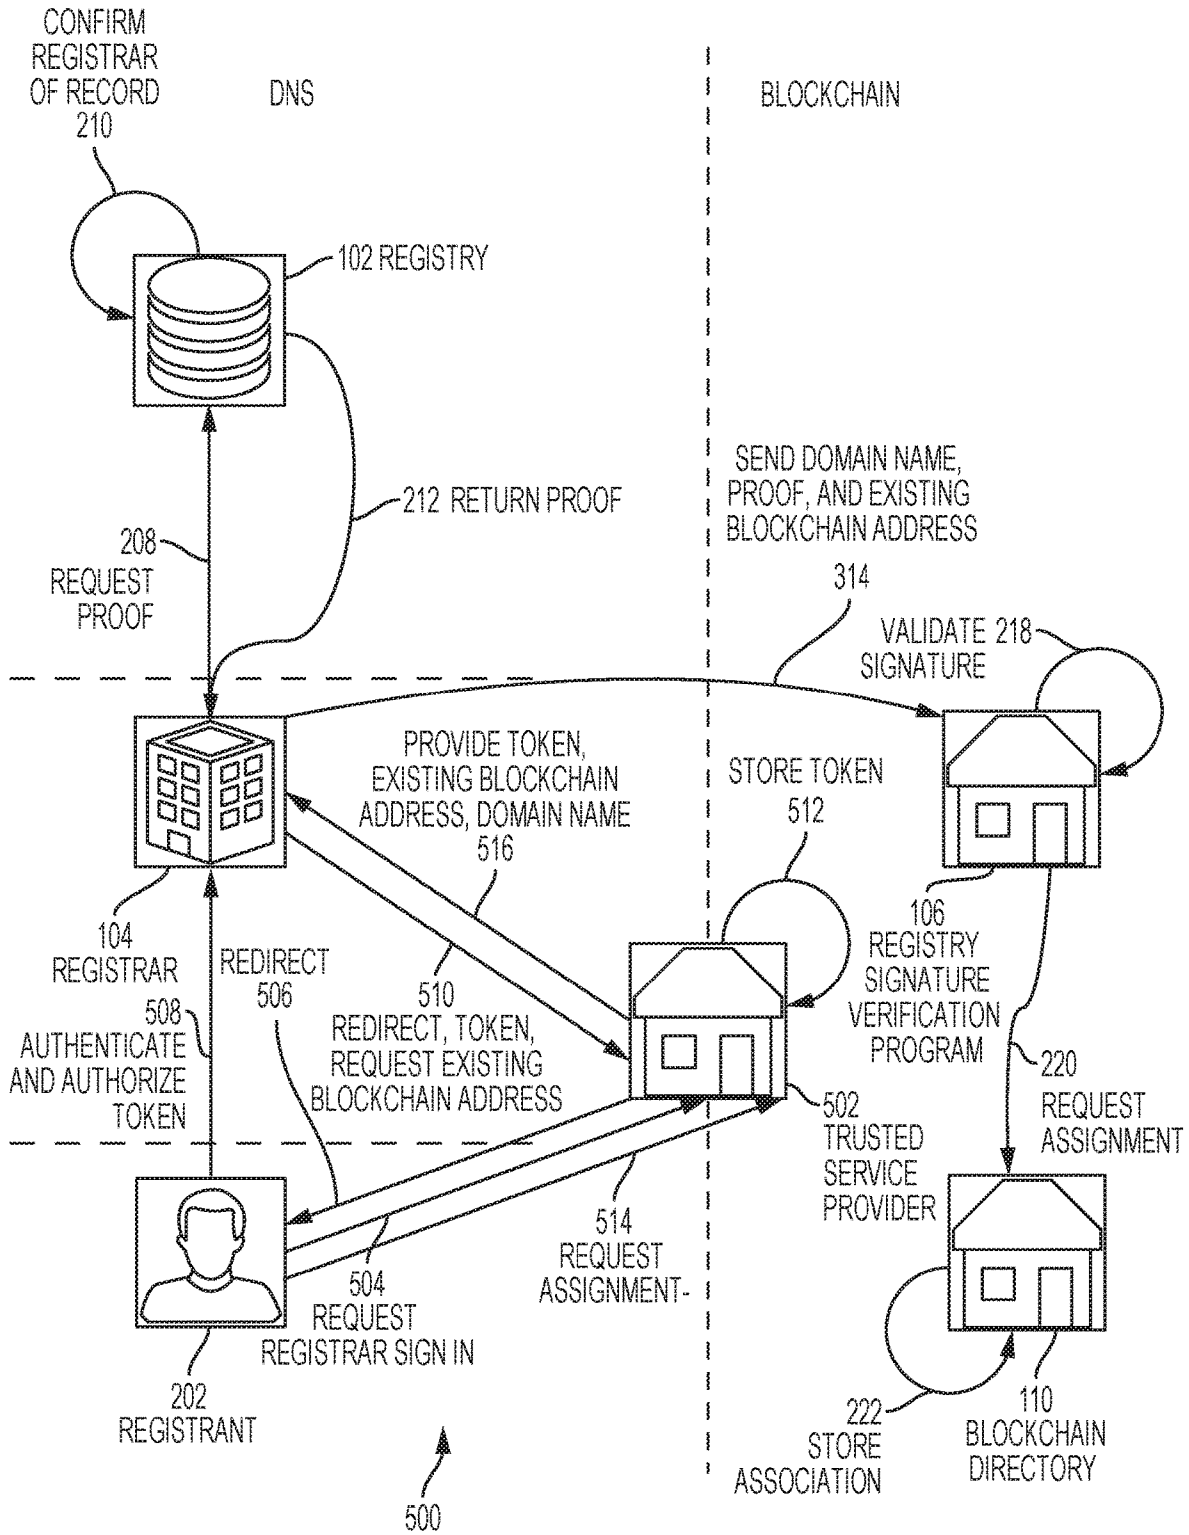 CONFIRM
REGISTRAR
OF RECORD
210
DNS
BLOCKCHAIN
102 REGISTRY
212 RETURN PROOF
208
REQUEST
PROOF
SEND DOMAIN NAME,
PROOF, AND EXISTING
BLOCKCHAIN ADDRESS
314
VALIDATE 218
SIGNATURE
PROVIDE TOKEN,
EXISTING BLOCKCHAIN
ADDRESS, DOMAIN NAME
516
STORE TOKEN
512
104
REGISTRAR
REDIRECT
506
508
AUTHENTICATE
AND AUTHORIZE
TOKEN
510
REDIRECT, TOKEN,
REQUEST EXISTING
BLOCKCHAIN ADDRESS
106
REGISTRY
SIGNATURE
VERIFICATION
PROGRAM
220
REQUEST
ASSIGNMENT
502
TRUSTED
SERVICE
PROVIDER
514
REQUEST
ASSIGNMENT-
504
REQUEST
REGISTRAR SIGN IN
202
REGISTRANT
222
STORE
ASSOCIATION
110
BLOCKCHAIN
DIRECTORY
500